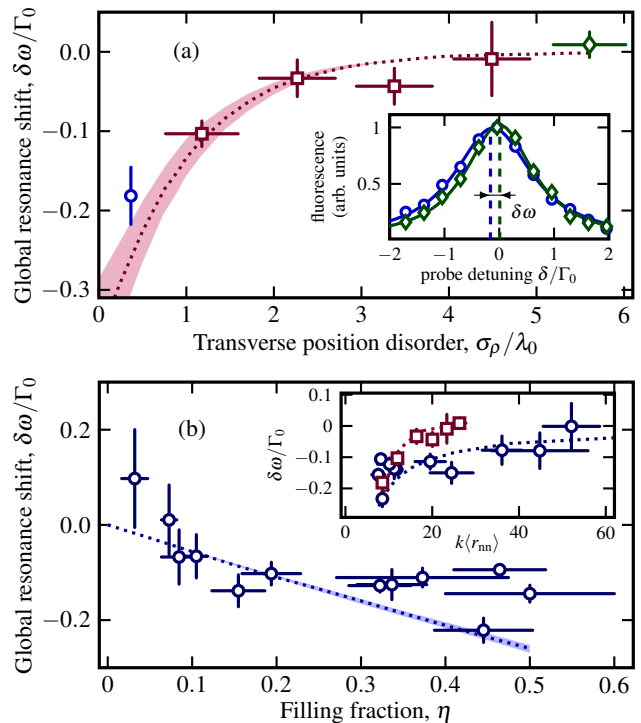 Global resonance shift, δω/Γ₀
0.0
−0.1
−0.2
−0.3
(a)
fluorescence
(arb. units)
1
0.5
δω
−2 −1 0 1 2
probe detuning δ/Γ₀
0 1 2 3 4 5 6
Transverse position disorder, σρ/λ₀
Global resonance shift, δω/Γ₀
0.2
0.0
−0.2
(b)
δω/Γ₀
0
−0.1
−0.2
0 20 40 60
k⟨r_nn⟩
0.0 0.1 0.2 0.3 0.4 0.5 0.6
Filling fraction, η